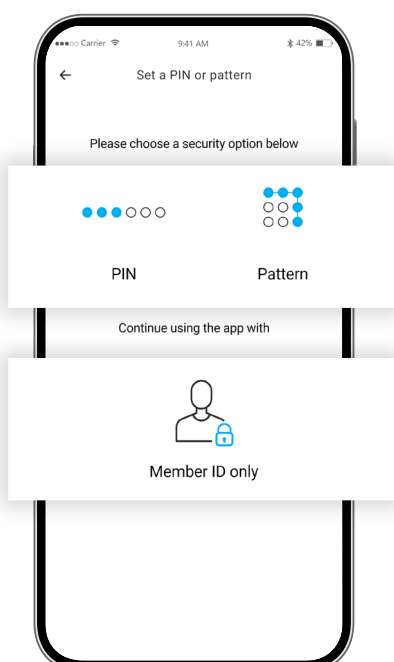 Carrier 9:41 AM 42%
Set a PIN or pattern
Please choose a security option below
PIN Pattern
Continue using the app with
Member ID only